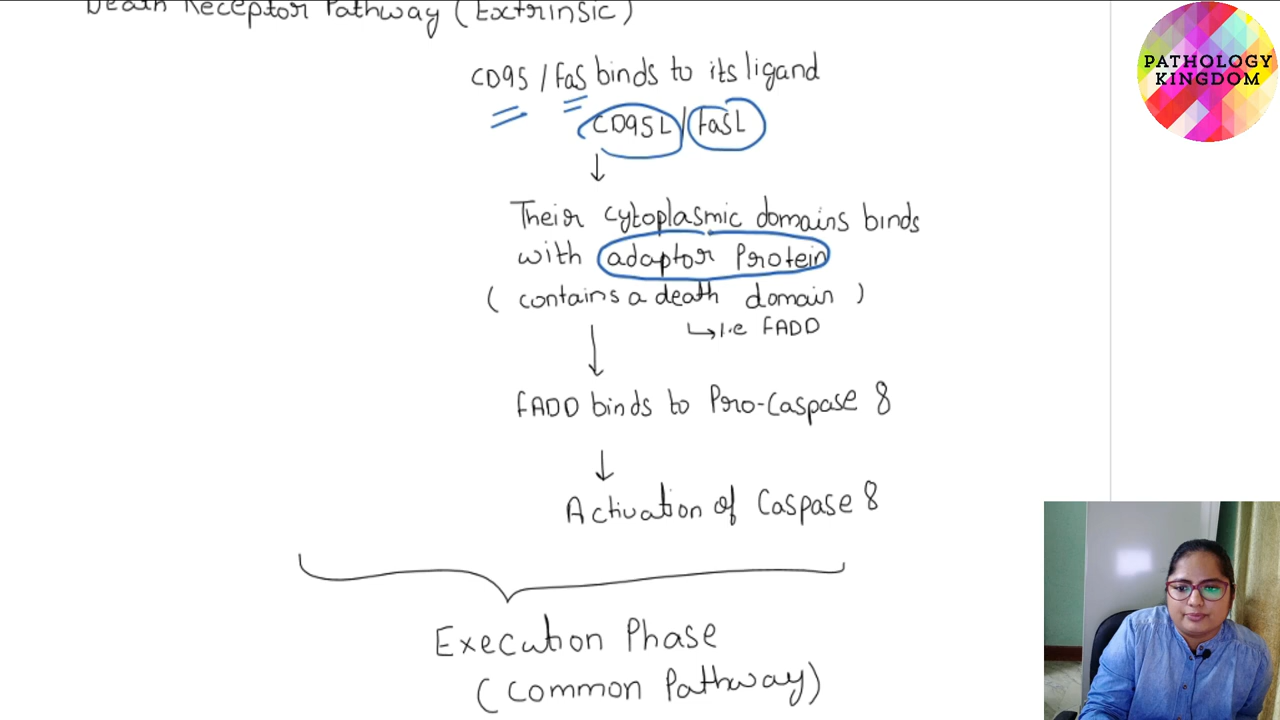 Death Receptor Pathway (Extrinsic)
PATHOLOGY
KINGDOM
CD95 / Fas binds to its ligand
CD95L / FasL
↓
Their cytoplasmic domains binds
with adaptor Protein
( contains a death domain )
↳ i.e FADD
↓
FADD binds to Pro-Caspase 8
↓
Activation of Caspase 8
Execution Phase
(Common Pathway)